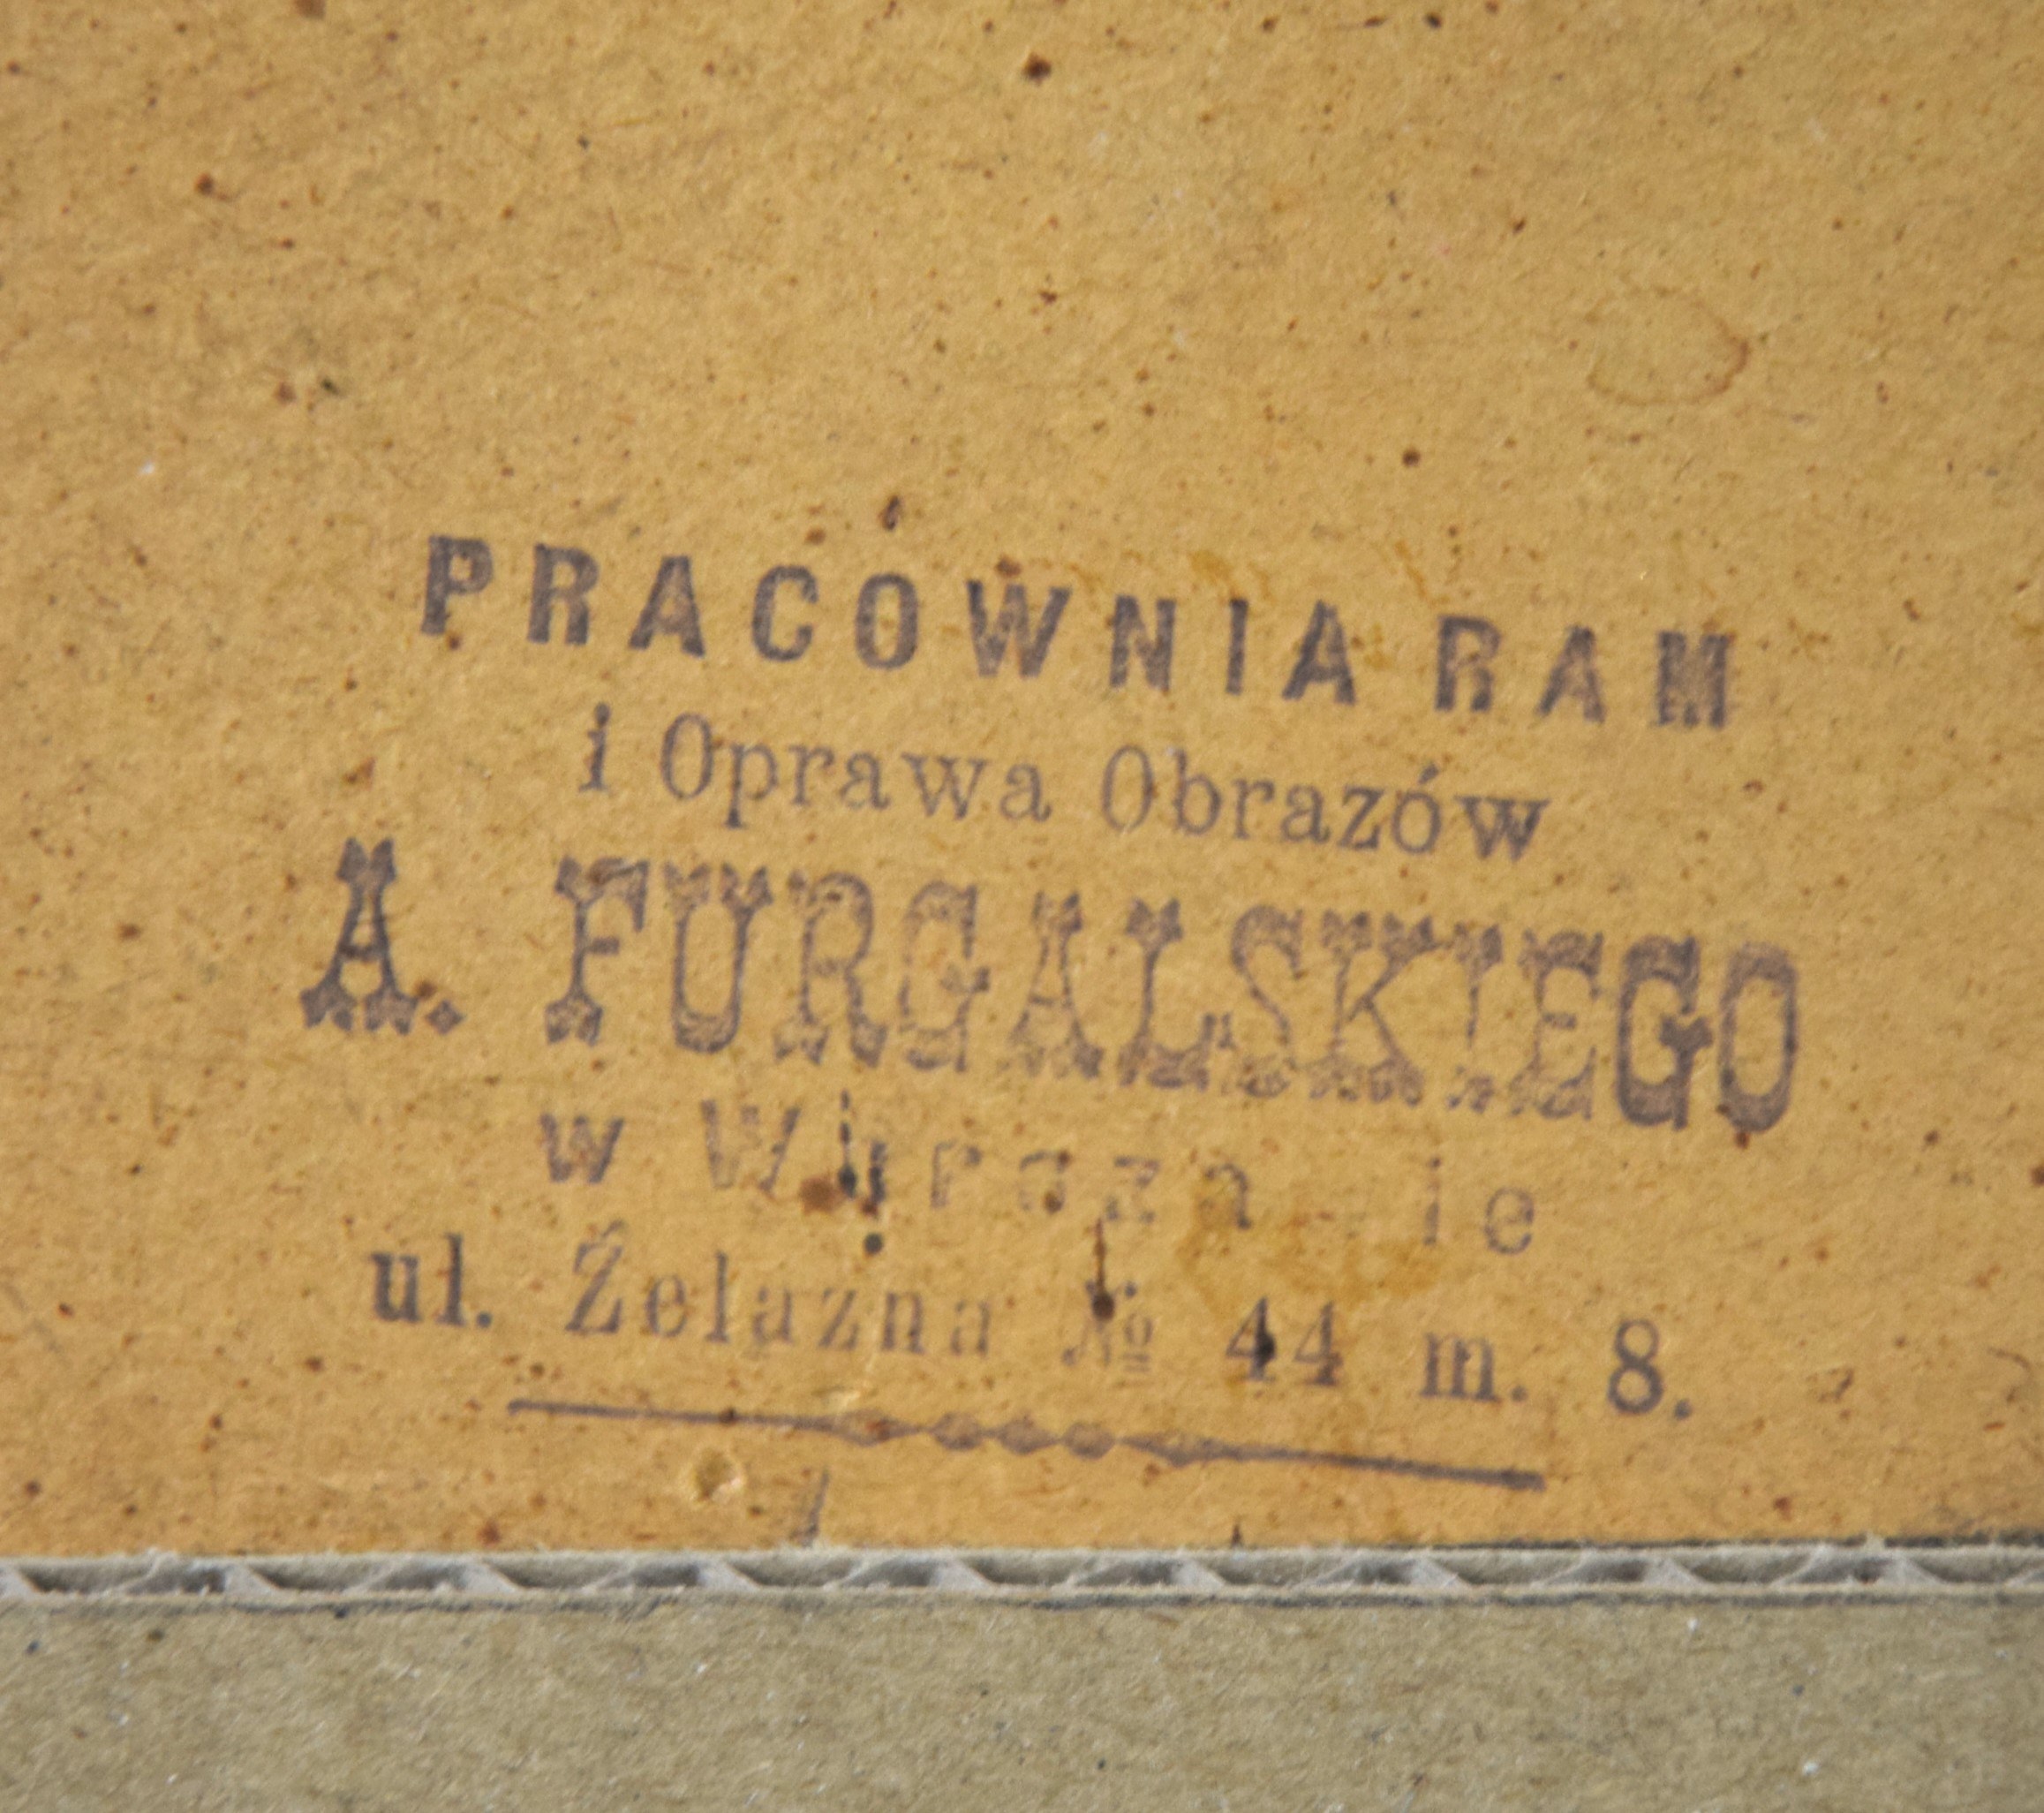 PRACOWNIA RAM
i Oprawa Obrazów
A. FURGALSKIEGO
w
ul. Żelazna № 44 m. 8.